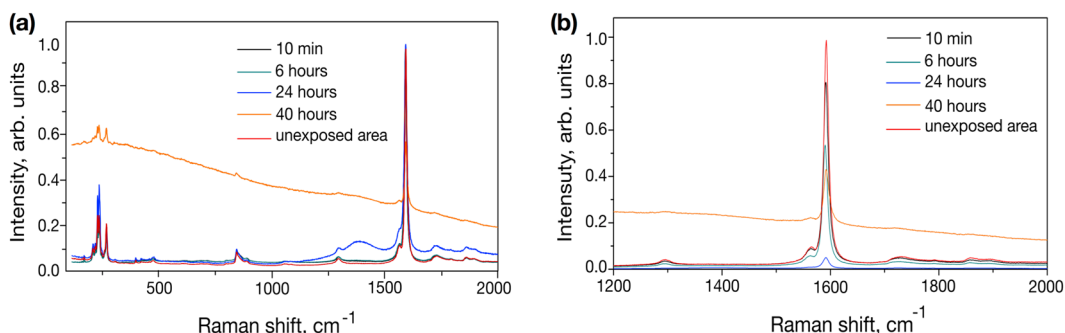 (a)
Intensity, arb. units
1.0
0.8
0.6
0.4
0.2
0.0
10 min
6 hours
24 hours
40 hours
unexposed area
500
1000
1500
2000
Raman shift, cm⁻¹
(b)
Intensuty, arb. units
1.0
0.8
0.6
0.4
0.2
0.0
10 min
6 hours
24 hours
40 hours
unexposed area
1200
1400
1600
1800
2000
Raman shift, cm⁻¹